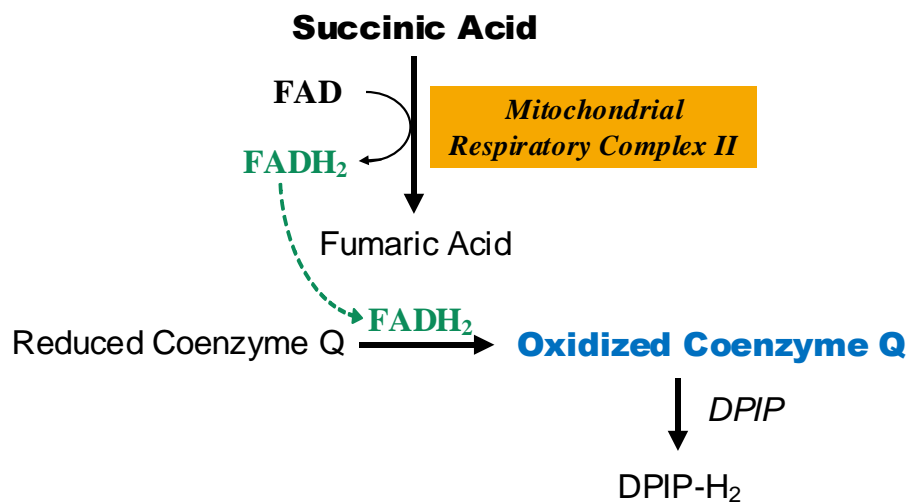 Succinic Acid
FAD
Mitochondrial
Respiratory Complex II
FADH₂
Fumaric Acid
FADH₂
Reduced Coenzyme Q
Oxidized Coenzyme Q
DPIP
DPIP-H₂